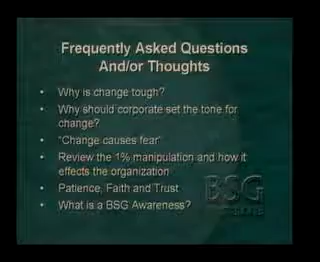 Frequently Asked Questions
And/or Thoughts
• Why is change tough?
• Why should corporate set the tone for
change?
• "Change causes fear"
• Review the 1% manipulation and how it
effects the organization
• Patience, Faith and Trust
• What is a BSG Awareness?
BSG